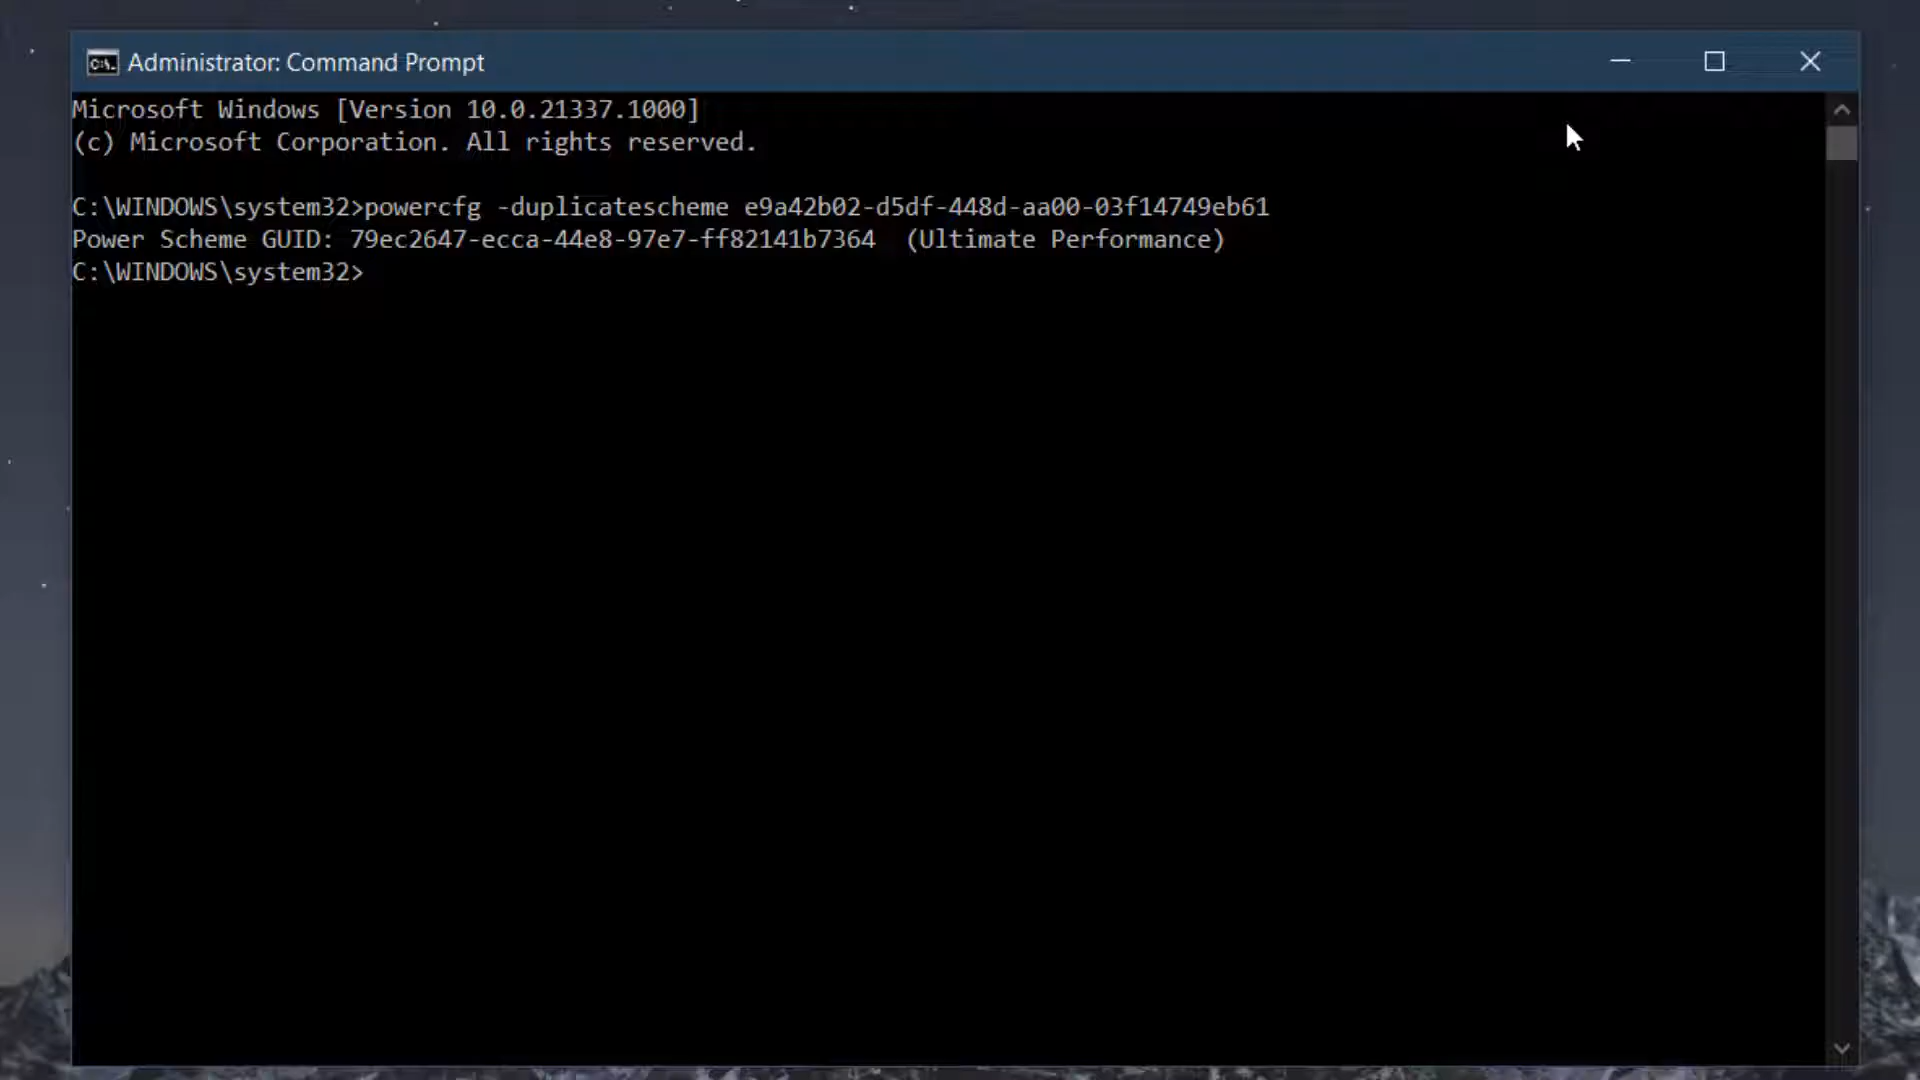 Administrator: Command Prompt
Microsoft Windows [Version 10.0.21337.1000]
(c) Microsoft Corporation. All rights reserved.
C:\WINDOWS\system32>powercfg -duplicatescheme e9a42b02-d5df-448d-aa00-03f14749eb61
Power Scheme GUID: 79ec2647-ecca-44e8-97e7-ff82141b7364  (Ultimate Performance)
C:\WINDOWS\system32>